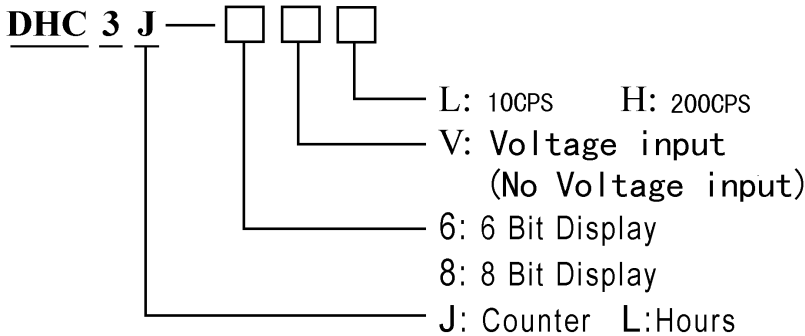 DHC 3 J — □ □ □
L: 10CPS H: 200CPS
V: Voltage input
(No Voltage input)
6: 6 Bit Display
8: 8 Bit Display
J: Counter L:Hours